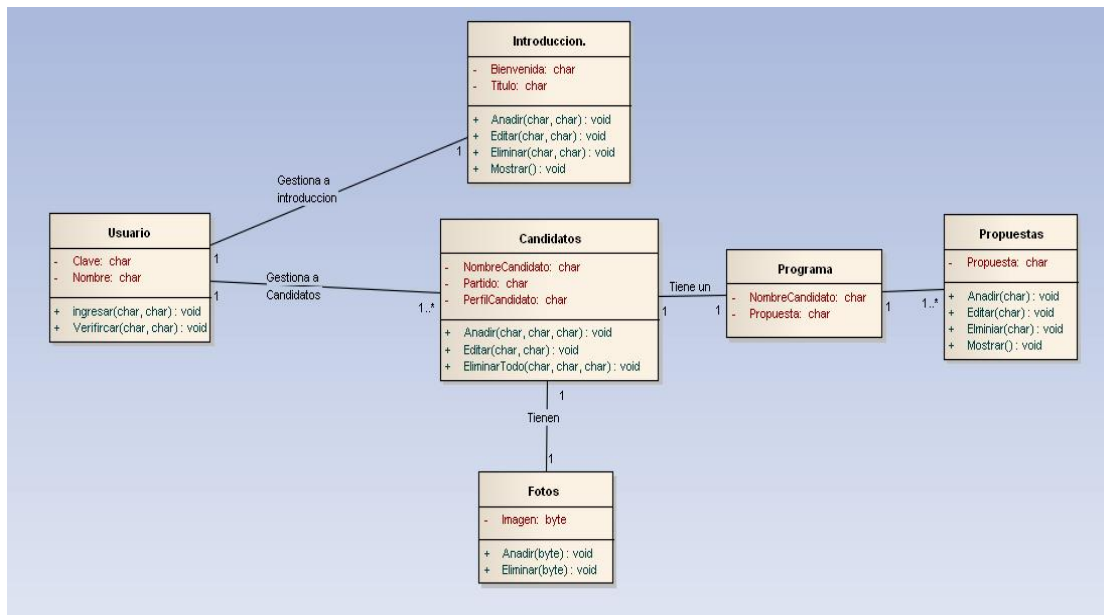 Introduccion.
- Bienvenida: char
- Titulo: char
+ Anadir(char, char) : void
+ Editar(char, char) : void
+ Eliminar(char, char) : void
+ Mostrar() : void
1
Gestiona a
introduccion
Usuario
- Clave: char
- Nombre: char
+ ingresar(char, char) : void
+ Verifircar(char, char) : void
1
1
Gestiona a
Candidatos
1..*
Candidatos
- NombreCandidato: char
- Partido: char
- PerfilCandidato: char
+ Anadir(char, char, char) : void
+ Editar(char, char) : void
+ EliminarTodo(char, char, char) : void
Tiene un
1
1
Programa
- NombreCandidato: char
- Propuesta: char
1
1..*
Propuestas
- Propuesta: char
+ Anadir(char) : void
+ Editar(char) : void
+ Elminiar(char) : void
+ Mostrar() : void
1
Tienen
1
Fotos
- Imagen: byte
+ Anadir(byte) : void
+ Eliminar(byte) : void